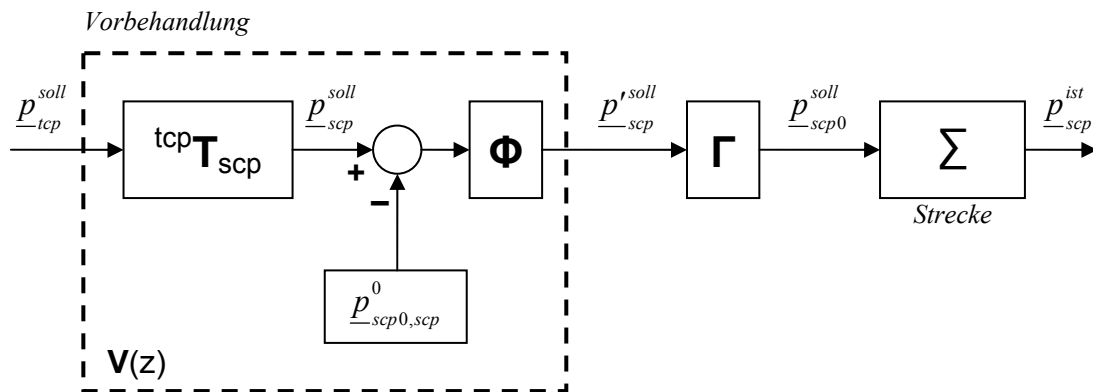 Vorbehandlung
p_tcp^soll
tcpT_scp
p_scp^soll
+
−
Φ
p'_scp^soll
Γ
p_scp0^soll
Σ
p_scp^ist
Strecke
p_scp0,scp^0
V(z)